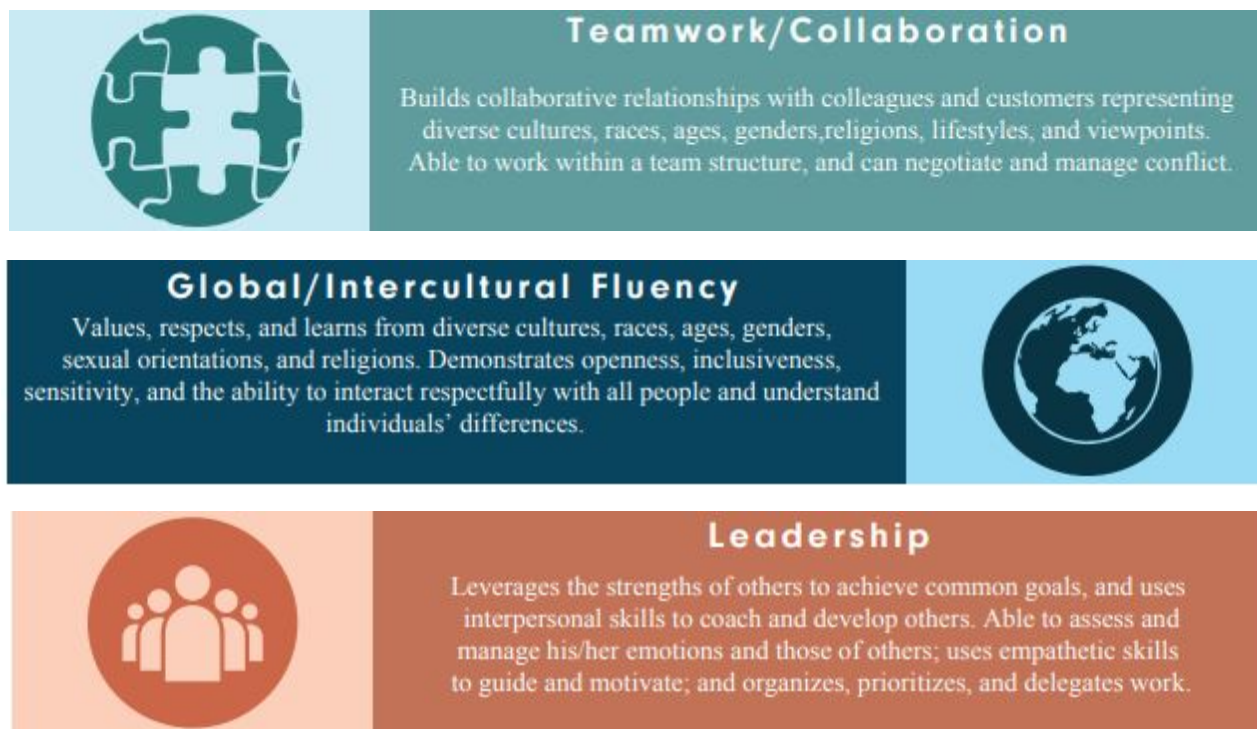 Teamwork/Collaboration
Builds collaborative relationships with colleagues and customers representing
diverse cultures, races, ages, genders,religions, lifestyles, and viewpoints.
Able to work within a team structure, and can negotiate and manage conflict.
Global/Intercultural Fluency
Values, respects, and learns from diverse cultures, races, ages, genders,
sexual orientations, and religions. Demonstrates openness, inclusiveness,
sensitivity, and the ability to interact respectfully with all people and understand
individuals’ differences.
Leadership
Leverages the strengths of others to achieve common goals, and uses
interpersonal skills to coach and develop others. Able to assess and
manage his/her emotions and those of others; uses empathetic skills
to guide and motivate; and organizes, prioritizes, and delegates work.